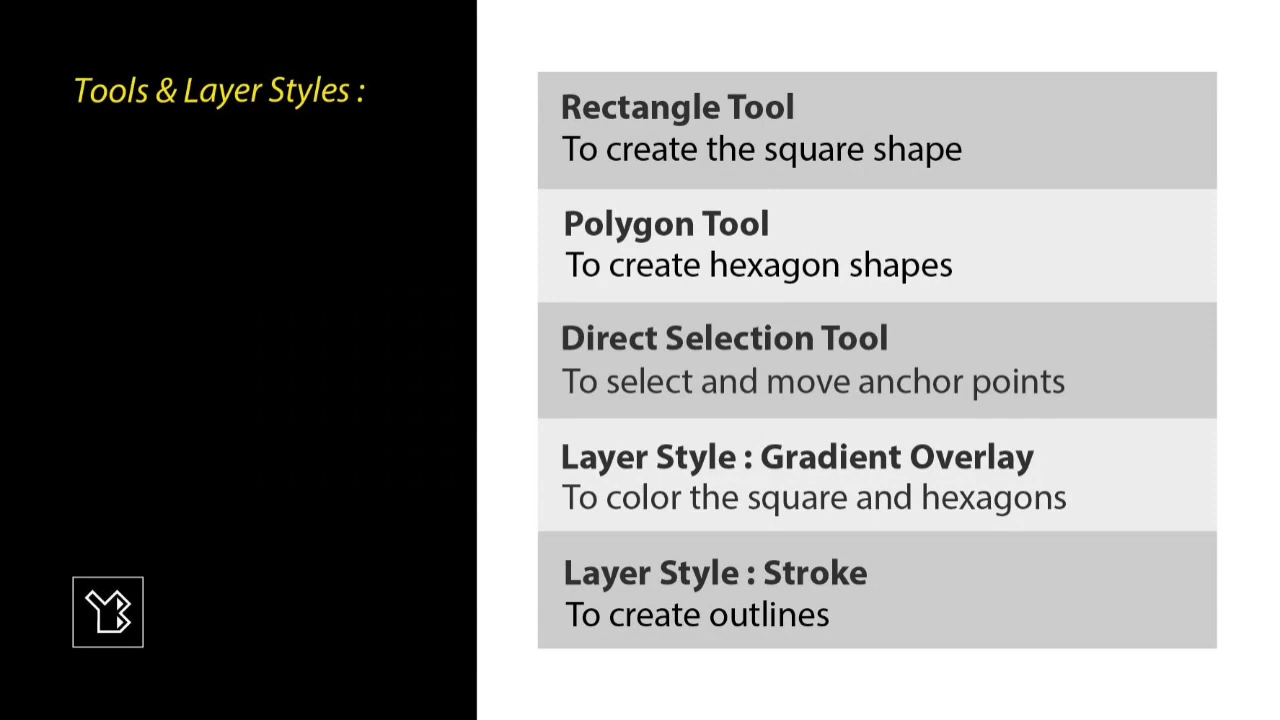 Tools & Layer Styles :
Rectangle Tool
To create the square shape
Polygon Tool
To create hexagon shapes
Direct Selection Tool
To select and move anchor points
Layer Style : Gradient Overlay
To color the square and hexagons
Layer Style : Stroke
To create outlines